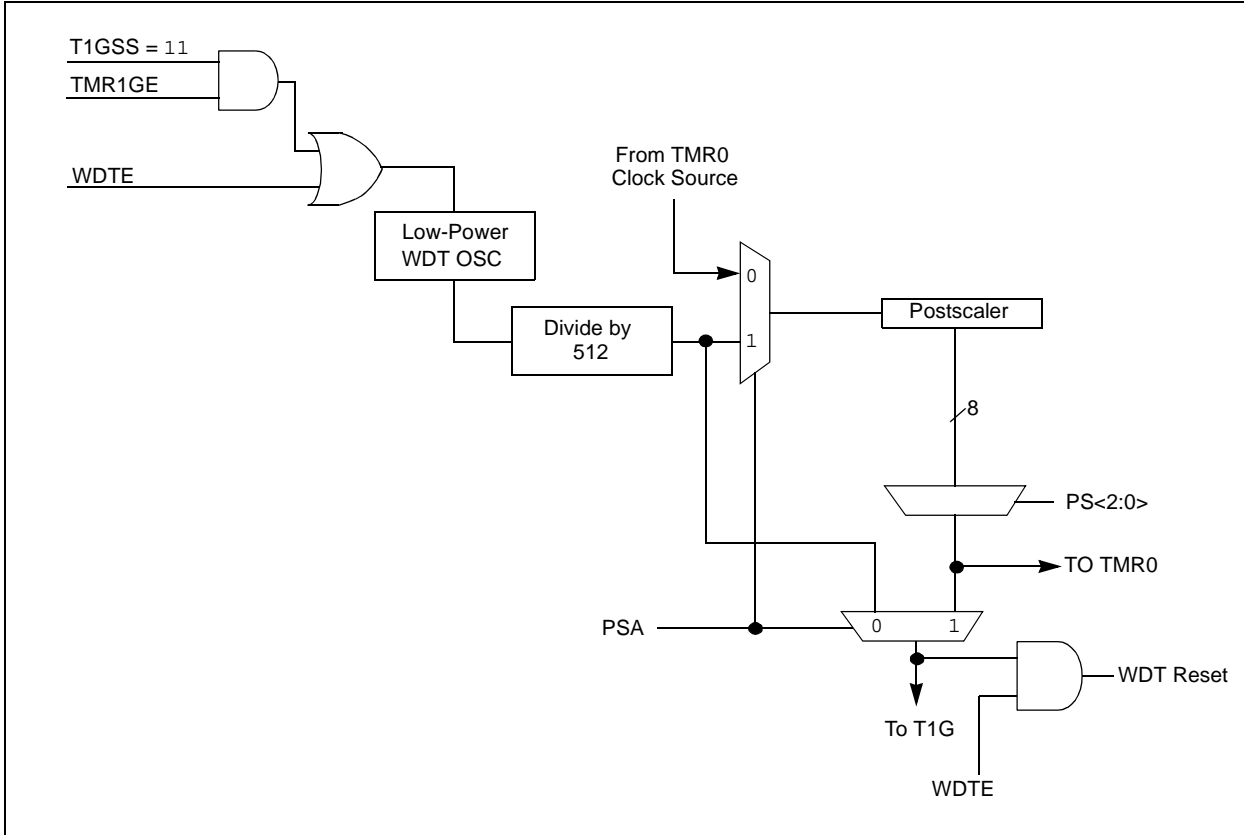 T1GSS = 11
TMR1GE
WDTE
From TMR0
Clock Source
Low-Power
WDT OSC
0
Postscaler
Divide by
512
1
8
PS<2:0>
TO TMR0
PSA
0
1
WDT Reset
To T1G
WDTE